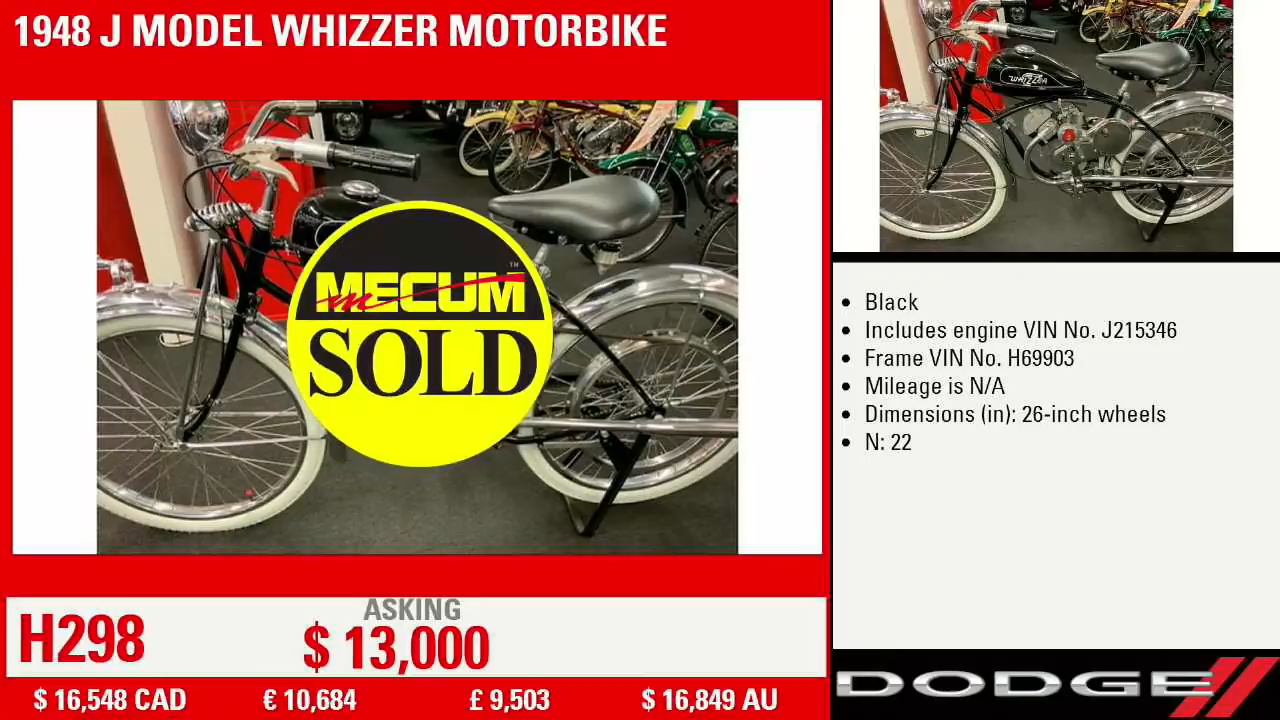 1948 J MODEL WHIZZER MOTORBIKE
MECUM™
SOLD
WHIZZER
• Black
• Includes engine VIN No. J215346
• Frame VIN No. H69903
• Mileage is N/A
• Dimensions (in): 26-inch wheels
• N: 22
H298
ASKING
$ 13,000
$ 16,548 CAD
€ 10,684
£ 9,503
$ 16,849 AU
DODGE